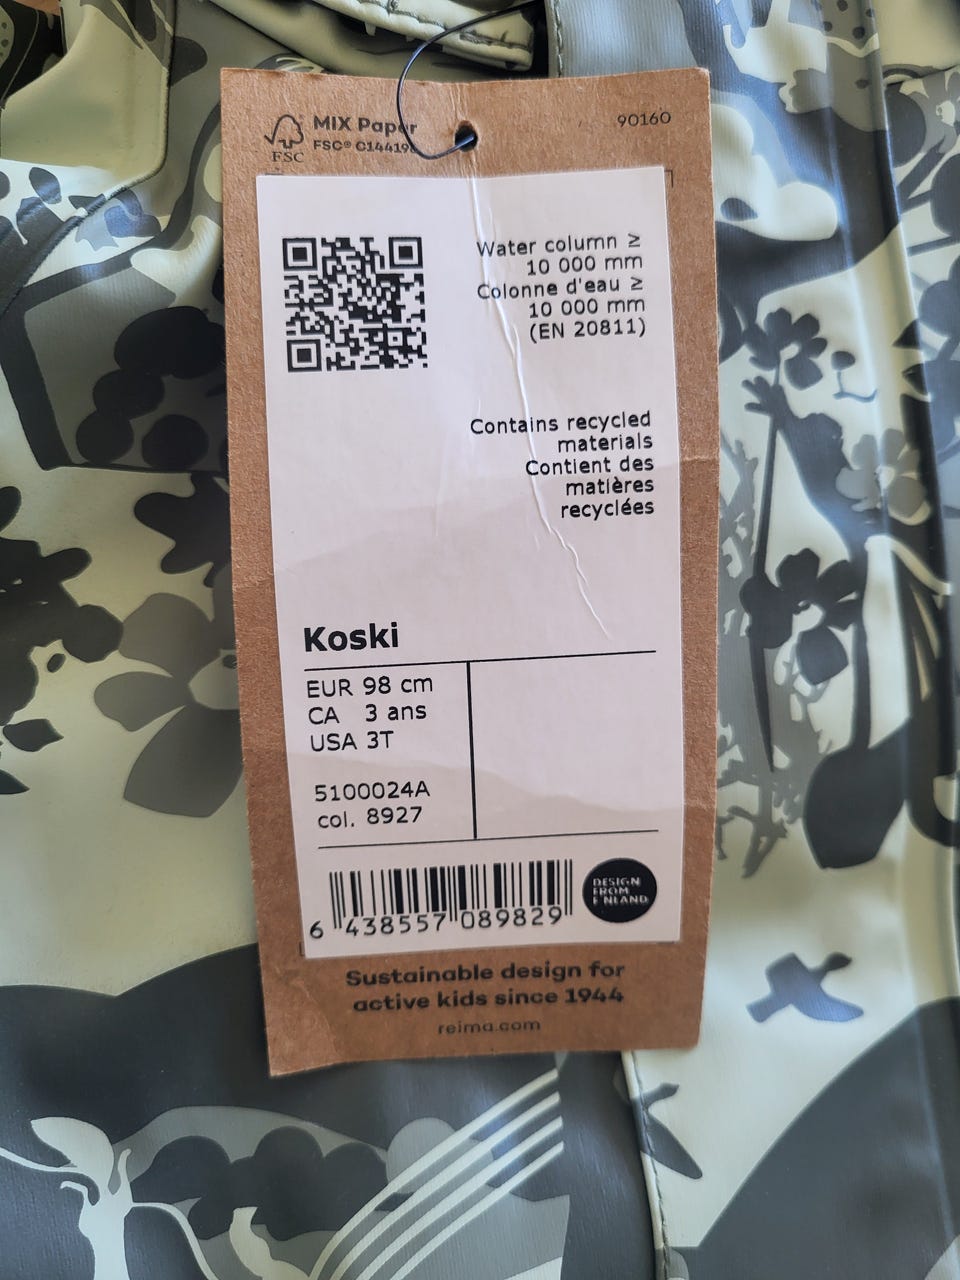 MIX Paper
FSC® C14419
FSC
90160
Water column ≥
10 000 mm
Colonne d'eau ≥
10 000 mm
(EN 20811)
Contains recycled
materials
Contient des
matières
recyclées
Koski
EUR 98 cm
CA 3 ans
USA 3T
5100024A
col. 8927
6 438557 089829
DESIGN
FROM
FINLAND
Sustainable design for
active kids since 1944
reima.com